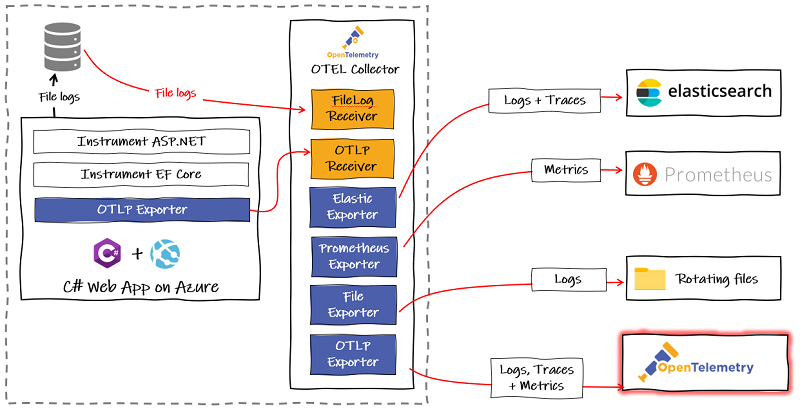 OpenTelemetry
OTEL Collector
File logs
File logs
FileLog
Receiver
Instrument ASP.NET
Instrument EF Core
OTLP Exporter
C#
+
C# Web App on Azure
OTLP
Receiver
Elastic
Exporter
Prometheus
Exporter
File
Exporter
OTLP
Exporter
Logs + Traces
elasticsearch
Metrics
Prometheus
Logs
Rotating files
Logs, Traces
+ Metrics
OpenTelemetry